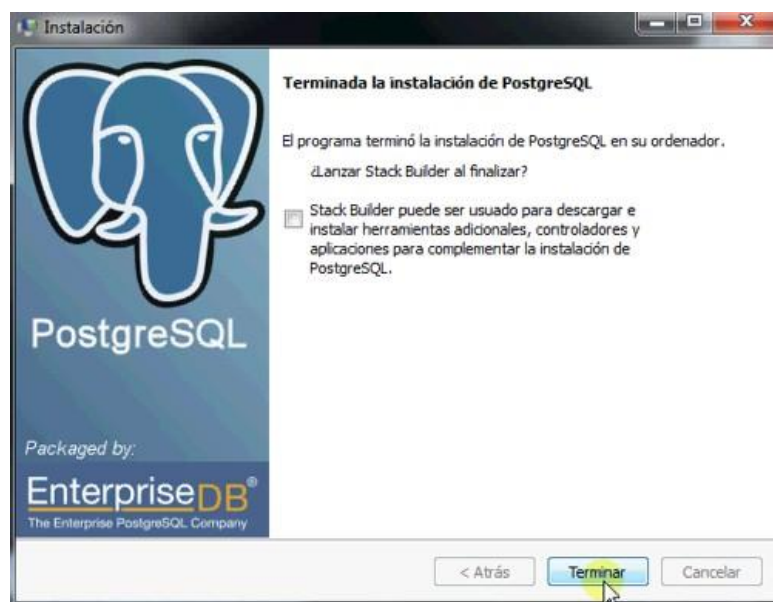 Instalación
Terminada la instalación de PostgreSQL
El programa terminó la instalación de PostgreSQL en su ordenador.
¿Lanzar Stack Builder al finalizar?
Stack Builder puede ser usado para descargar e
instalar herramientas adicionales, controladores y
aplicaciones para complementar la instalación de
PostgreSQL.
PostgreSQL
Packaged by:
EnterpriseDB®
The Enterprise PostgreSQL Company
< Atrás
Terminar
Cancelar